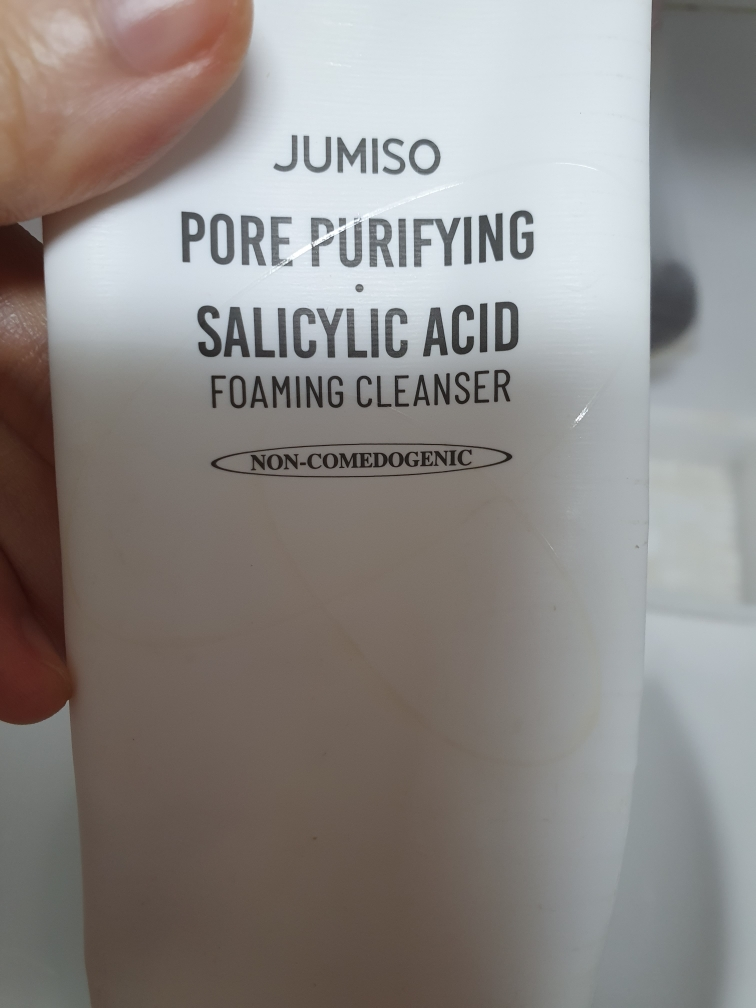 JUMISO
PORE PURIFYING
•
SALICYLIC ACID
FOAMING CLEANSER
NON-COMEDOGENIC